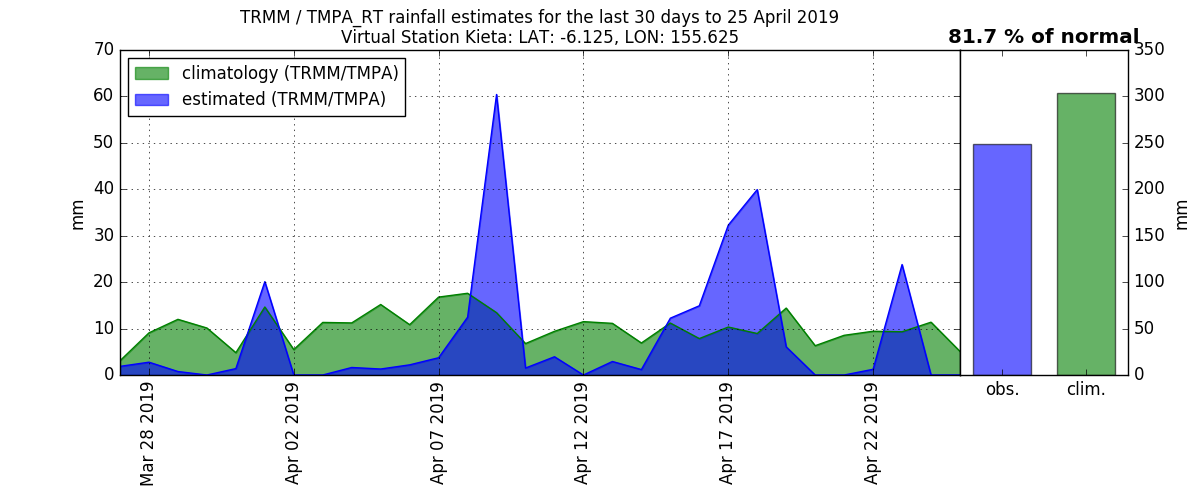 TRMM / TMPA_RT rainfall estimates for the last 30 days to 25 April 2019
Virtual Station Kieta: LAT: -6.125, LON: 155.625
81.7 % of normal
climatology (TRMM/TMPA)
estimated (TRMM/TMPA)
70
60
50
40
30
20
10
0
mm
Mar 28 2019
Apr 02 2019
Apr 07 2019
Apr 12 2019
Apr 17 2019
Apr 22 2019
obs.
clim.
350
300
250
200
150
100
50
0
mm